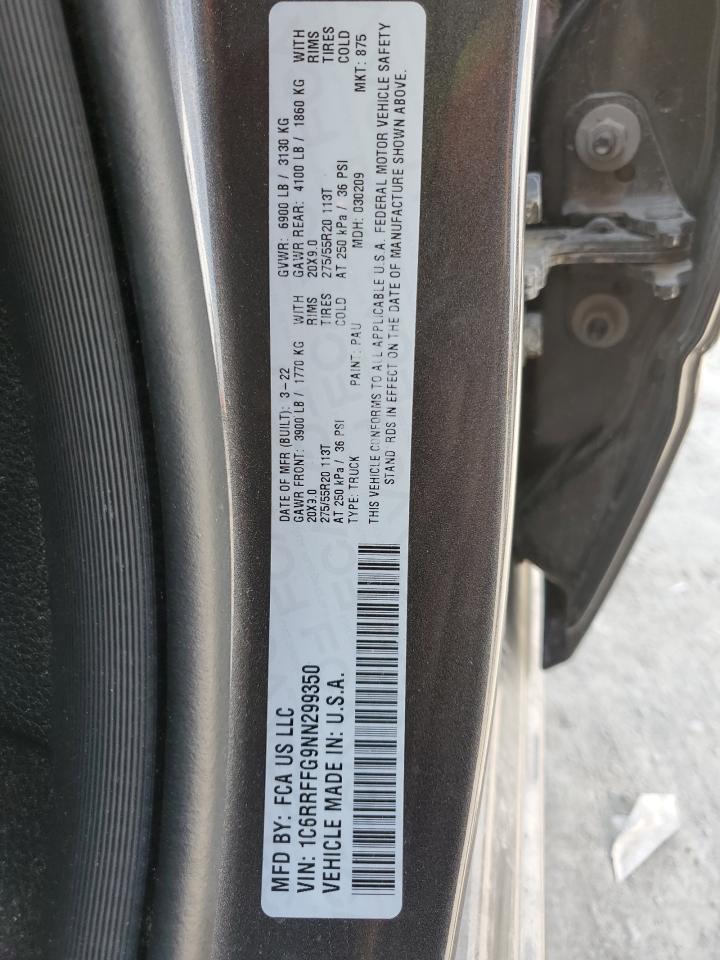 MFD BY: FCA US LLC
VIN: 1C6RRFFG9NN299350
VEHICLE MADE IN: U.S.A.
DATE OF MFR (BUILT): 3-22
GAWR FRONT: 3900 LB / 1770 KG WITH
20X9.0 RIMS
275/55R20 113T TIRES
AT 250 kPa / 36 PSI COLD
TYPE: TRUCK PAINT: PAU MDH: 030209 MKT: 875
GVWR: 6900 LB / 3130 KG
GAWR REAR: 4100 LB / 1860 KG WITH
20X9.0 RIMS
275/55R20 113T TIRES
AT 250 kPa / 36 PSI COLD
THIS VEHICLE CONFORMS TO ALL APPLICABLE U.S.A. FEDERAL MOTOR VEHICLE SAFETY
STAND RDS IN EFFECT ON THE DATE OF MANUFACTURE SHOWN ABOVE.